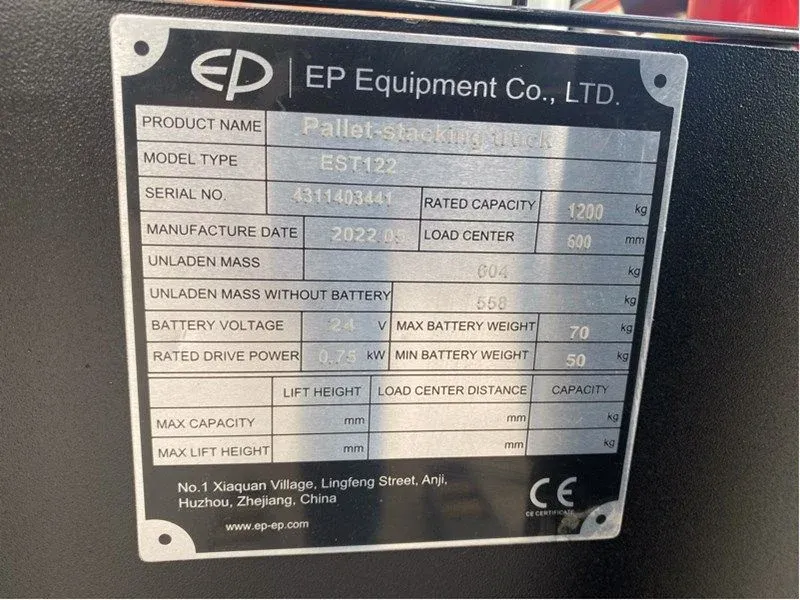 EP | EP Equipment Co., LTD.
PRODUCT NAME Pallet-stacking truck
MODEL TYPE EST122
SERIAL NO. 4311403441 RATED CAPACITY 1200 kg
MANUFACTURE DATE 2022.05 LOAD CENTER 600 mm
UNLADEN MASS 604 kg
UNLADEN MASS WITHOUT BATTERY 558 kg
BATTERY VOLTAGE 24 V MAX BATTERY WEIGHT 70 kg
RATED DRIVE POWER 0.75 kW MIN BATTERY WEIGHT 50 kg
LIFT HEIGHT LOAD CENTER DISTANCE CAPACITY
MAX CAPACITY mm mm kg
MAX LIFT HEIGHT mm mm kg
No.1 Xiaquan Village, Lingfeng Street, Anji,
Huzhou, Zhejiang, China
CE
CE CERTIFICATE
www.ep-ep.com